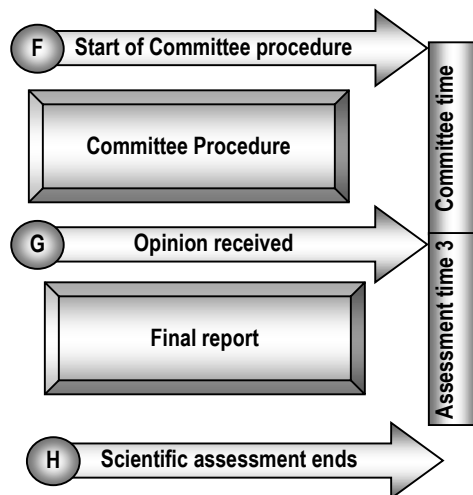 F Start of Committee procedure
Committee Procedure
Committee time
G Opinion received
Final report
Assessment time 3
H Scientific assessment ends